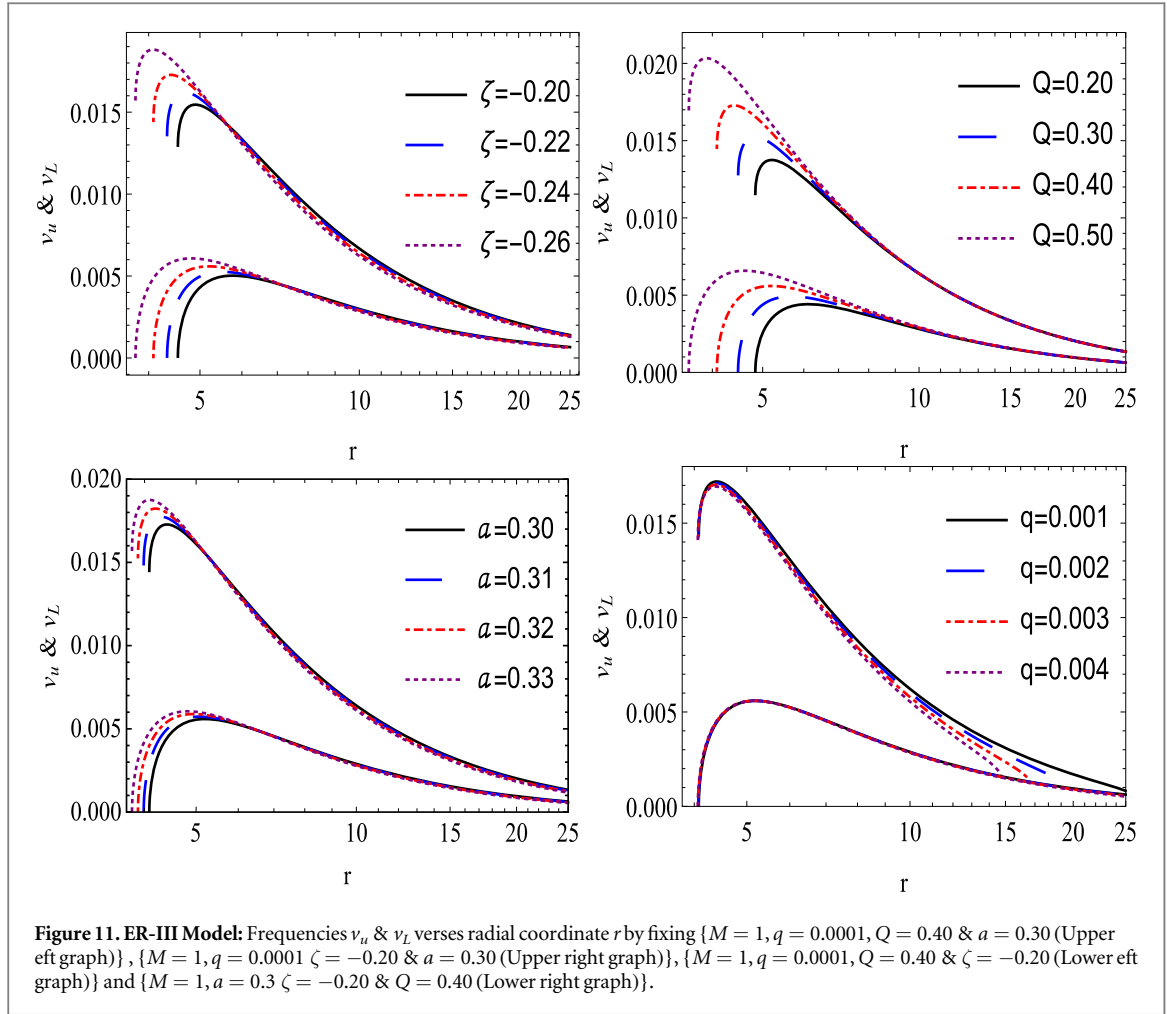 ζ=−0.20
ζ=−0.22
ζ=−0.24
ζ=−0.26
0.015
0.010
0.005
0.000
ν_u & ν_L
5 10 15 20 25
r
Q=0.20
Q=0.30
Q=0.40
Q=0.50
0.020
0.015
0.010
0.005
0.000
ν_u & ν_L
5 10 15 20 25
r
a=0.30
a=0.31
a=0.32
a=0.33
0.020
0.015
0.010
0.005
0.000
ν_u & ν_L
5 10 15 20 25
r
q=0.001
q=0.002
q=0.003
q=0.004
0.015
0.010
0.005
0.000
ν_u & ν_L
5 10 15 20 25
r
Figure 11. ER-III Model: Frequencies ν_u & ν_L verses radial coordinate r by fixing {M = 1, q = 0.0001, Q = 0.40 & a = 0.30 (Upper
eft graph)} , {M = 1, q = 0.0001 ζ = −0.20 & a = 0.30 (Upper right graph)}, {M = 1, q = 0.0001, Q = 0.40 & ζ = −0.20 (Lower eft
graph)} and {M = 1, a = 0.3 ζ = −0.20 & Q = 0.40 (Lower right graph)}.